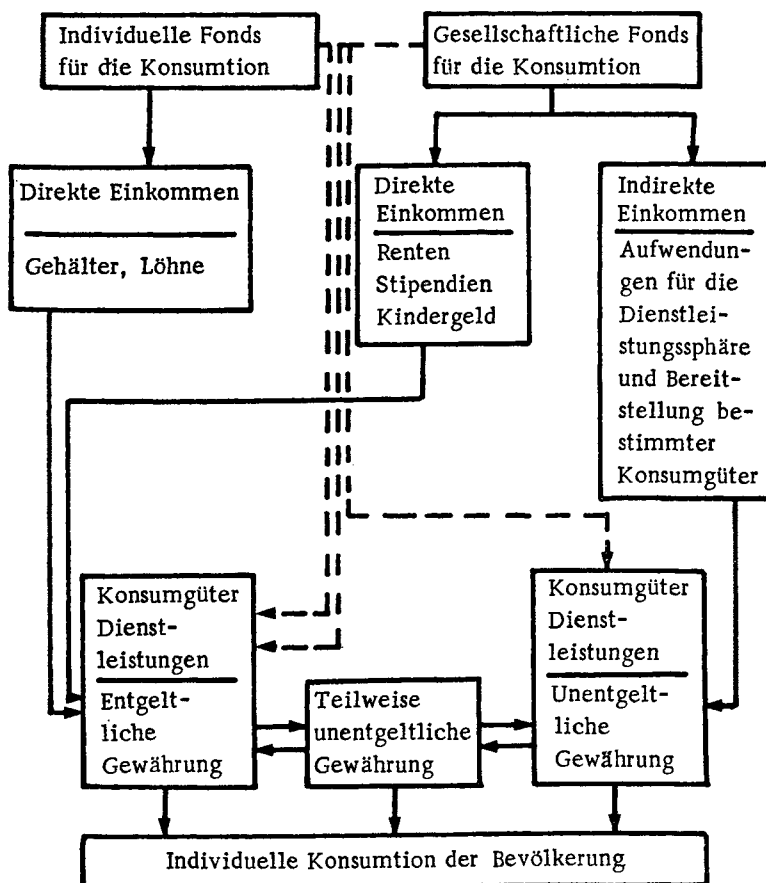 Individuelle Fonds
für die Konsumtion
Gesellschaftliche Fonds
für die Konsumtion
Direkte Einkommen
Gehälter, Löhne
Direkte
Einkommen
Renten
Stipendien
Kindergeld
Indirekte
Einkommen
Aufwendun-
gen für die
Dienstlei-
stungssphäre
und Bereit-
stellung be-
stimmter
Konsumgüter
Konsumgüter
Dienst-
leistungen
Entgelt-
liche
Gewährung
Teilweise
unentgeltliche
Gewährung
Konsumgüter
Dienst-
leistungen
Unentgelt-
liche
Gewährung
Individuelle Konsumtion der Bevölkerung